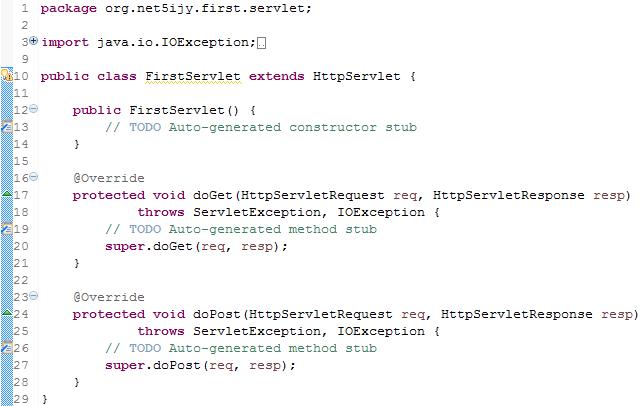 1 package org.net5ijy.first.servlet;
2
3 import java.io.IOException;
9
10 public class FirstServlet extends HttpServlet {
11
12 public FirstServlet() {
13 // TODO Auto-generated constructor stub
14 }
15
16 @Override
17 protected void doGet(HttpServletRequest req, HttpServletResponse resp)
18 throws ServletException, IOException {
19 // TODO Auto-generated method stub
20 super.doGet(req, resp);
21 }
22
23 @Override
24 protected void doPost(HttpServletRequest req, HttpServletResponse resp)
25 throws ServletException, IOException {
26 // TODO Auto-generated method stub
27 super.doPost(req, resp);
28 }
29 }